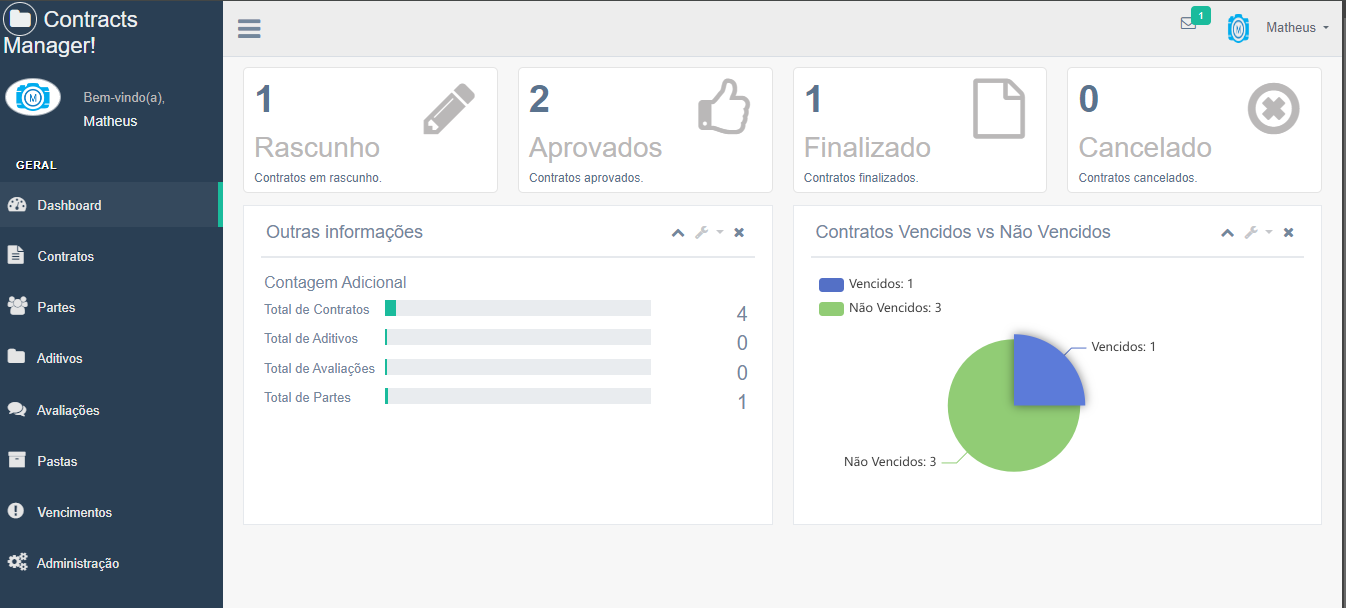 Contracts
Manager!
Bem-vindo(a),
Matheus
GERAL
Dashboard
Contratos
Partes
Aditivos
Avaliações
Pastas
Vencimentos
Administração
1
Matheus
1
Rascunho
Contratos em rascunho.
2
Aprovados
Contratos aprovados.
1
Finalizado
Contratos finalizados.
0
Cancelado
Contratos cancelados.
Outras informações
Contagem Adicional
Total de Contratos 4
Total de Aditivos 0
Total de Avaliações 0
Total de Partes 1
Contratos Vencidos vs Não Vencidos
Vencidos: 1
Não Vencidos: 3
Vencidos: 1
Não Vencidos: 3
M
M